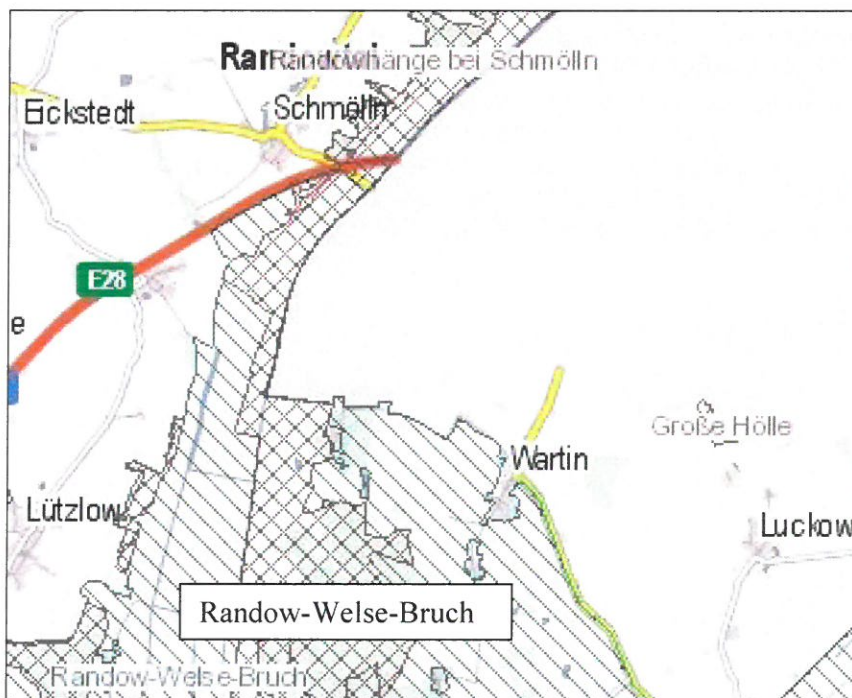 Randowhänge bei Schmölln
Eickstedt
Schmölln
E28
e
Große Hölle
Wartin
Lützlow
Luckow
Randow-Welse-Bruch
Randow-Welse-Bruch